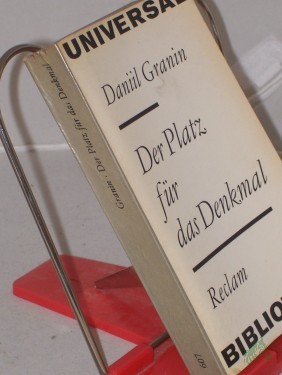 UNIVERSAL
Daniil Granin
Der Platz
für
das Denkmal
Reclam
BIBLIO
Granin · Der Platz für das Denkmal
607